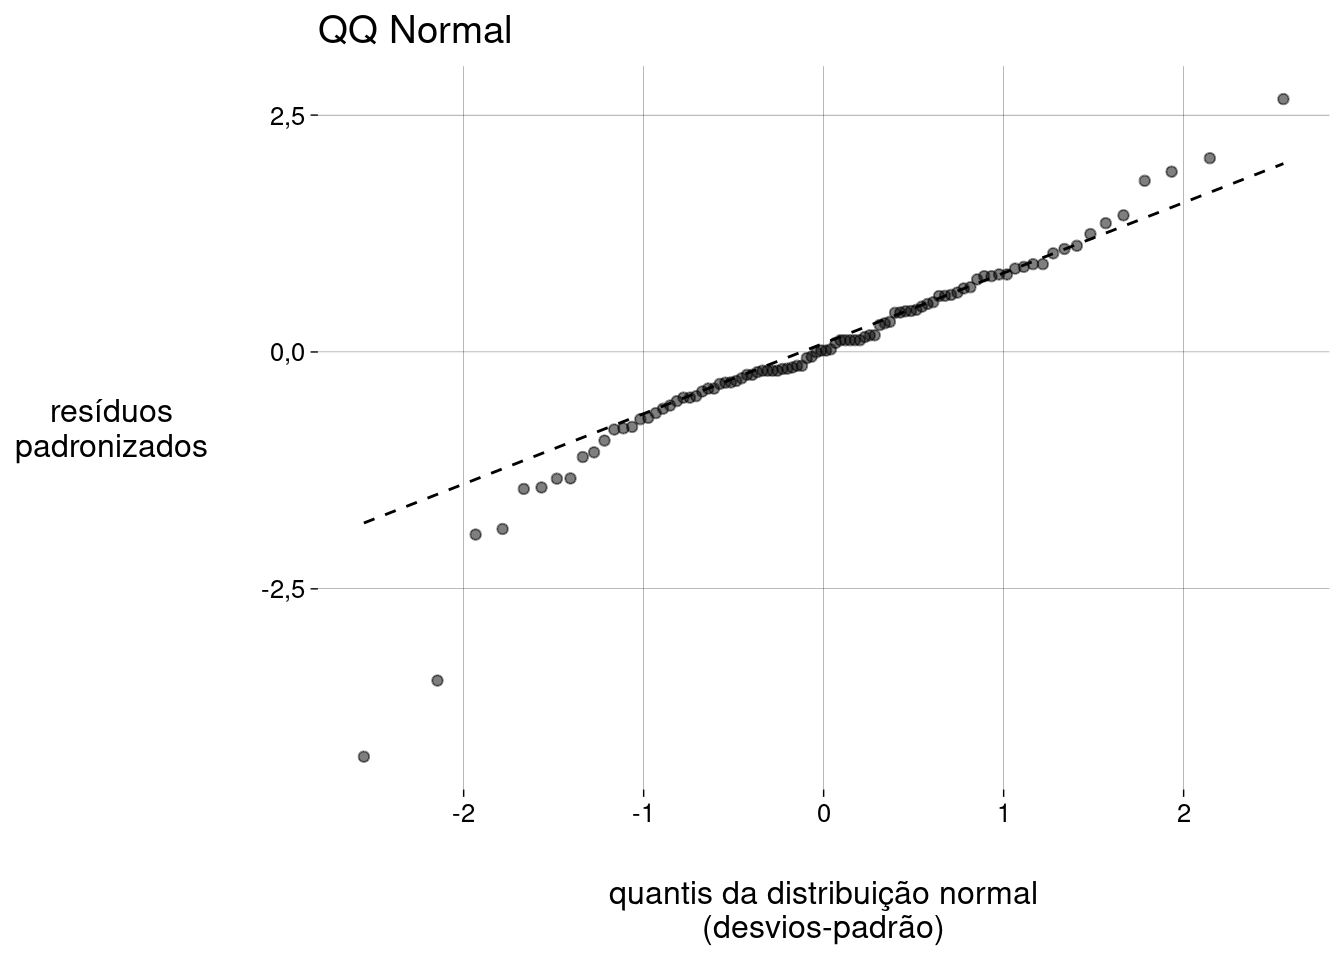 QQ Normal
2,5
0,0
-2,5
resíduos
padronizados
-2
-1
0
1
2
quantis da distribuição normal
(desvios-padrão)